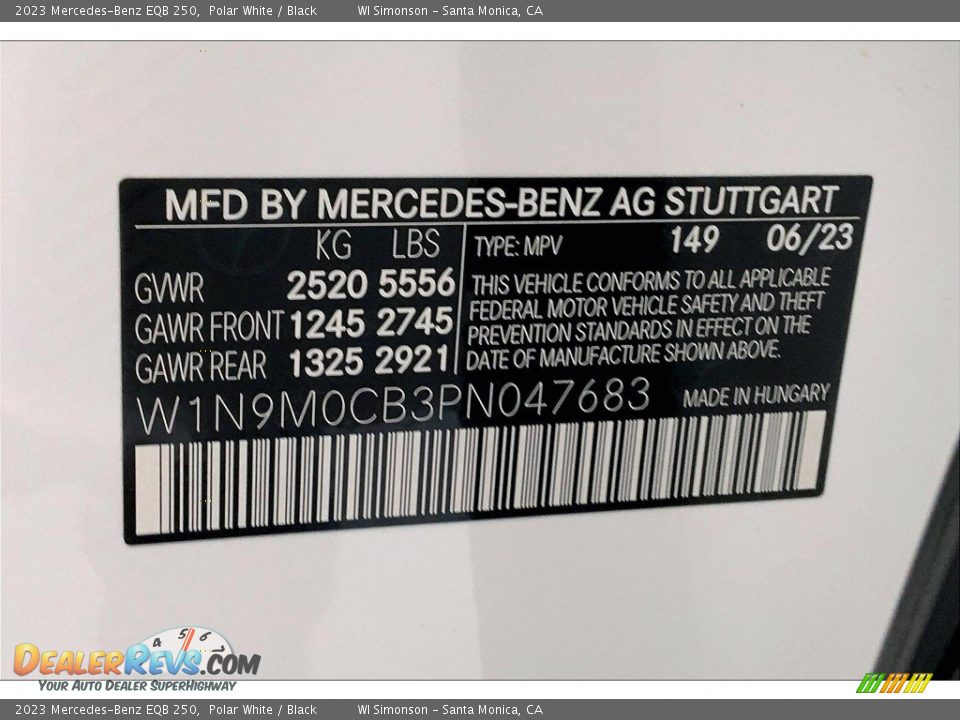 2023 Mercedes-Benz EQB 250, Polar White / Black WI Simonson - Santa Monica, CA
MFD BY MERCEDES-BENZ AG STUTTGART
KG LBS
GVWR 2520 5556
GAWR FRONT 1245 2745
GAWR REAR 1325 2921
TYPE: MPV 149 06/23
THIS VEHICLE CONFORMS TO ALL APPLICABLE
FEDERAL MOTOR VEHICLE SAFETY AND THEFT
PREVENTION STANDARDS IN EFFECT ON THE
DATE OF MANUFACTURE SHOWN ABOVE.
W1N9M0CB3PN047683 MADE IN HUNGARY
4 5 6 7
DEALERREVS.COM
YOUR AUTO DEALER SUPERHIGHWAY
2023 Mercedes-Benz EQB 250, Polar White / Black WI Simonson - Santa Monica, CA